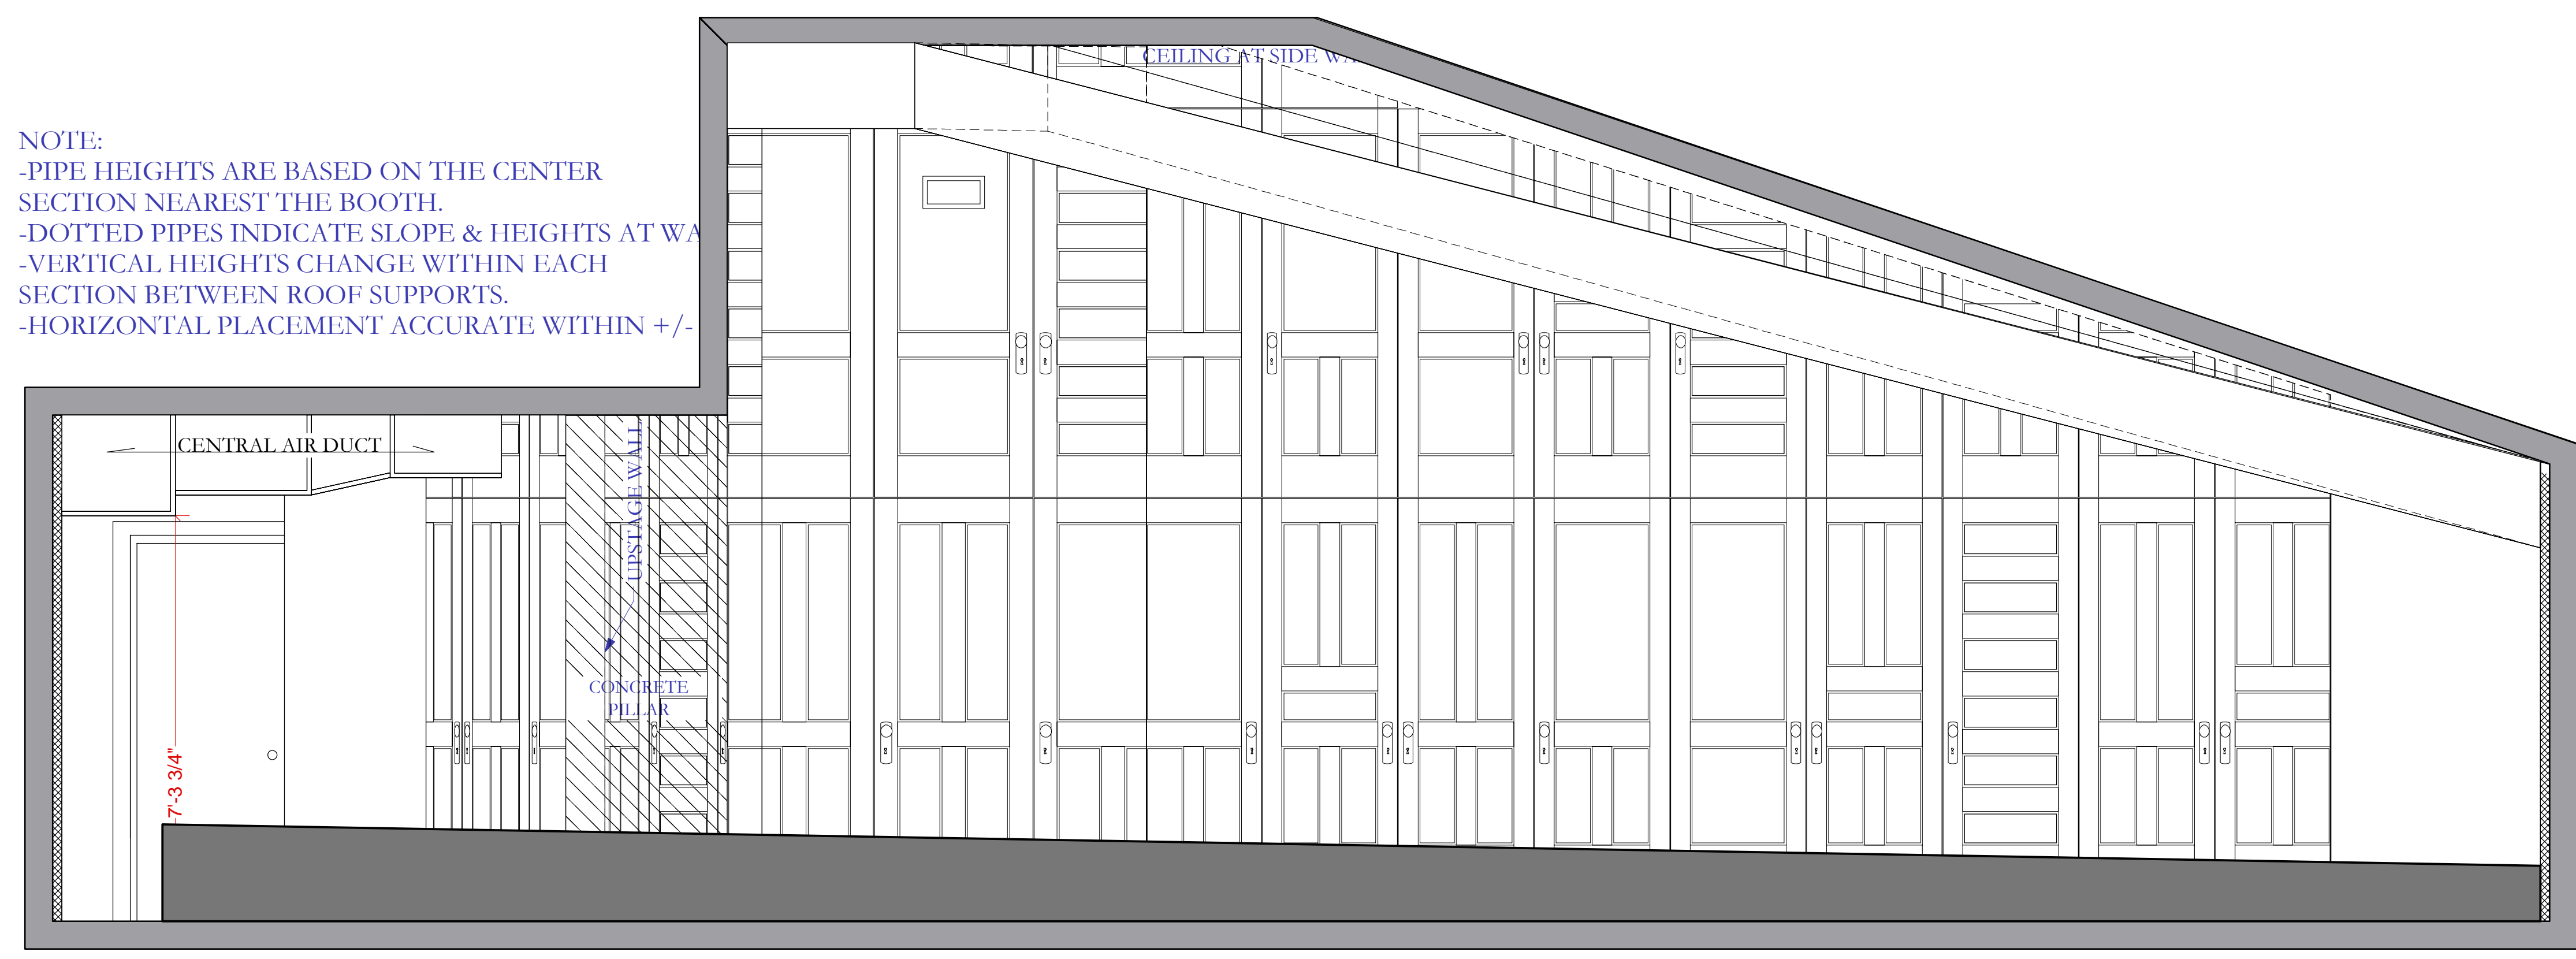 CEILING AT SIDE WA
NOTE:
-PIPE HEIGHTS ARE BASED ON THE CENTER
SECTION NEAREST THE BOOTH.
-DOTTED PIPES INDICATE SLOPE & HEIGHTS AT WA
-VERTICAL HEIGHTS CHANGE WITHIN EACH
SECTION BETWEEN ROOF SUPPORTS.
-HORIZONTAL PLACEMENT ACCURATE WITHIN +/-
CENTRAL AIR DUCT
UPSTAGE WALL
CONCRETE
PILLAR
7'-3 3/4"